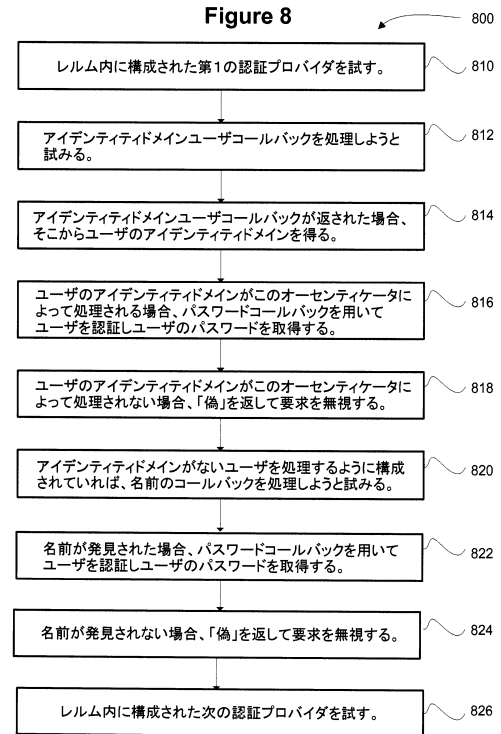 Figure 8
800
レルム内に構成された第1の認証プロバイダを試す。
810
アイデンティティドメインユーザコールバックを処理しようと
試みる。
812
アイデンティティドメインユーザコールバックが返された場合、
そこからユーザのアイデンティティドメインを得る。
814
ユーザのアイデンティティドメインがこのオーセンティケータに
よって処理される場合、パスワードコールバックを用いて
ユーザを認証しユーザのパスワードを取得する。
816
ユーザのアイデンティティドメインがこのオーセンティケータに
よって処理されない場合、「偽」を返して要求を無視する。
818
アイデンティティドメインがないユーザを処理するように構成
されていれば、名前のコールバックを処理しようと試みる。
820
名前が発見された場合、パスワードコールバックを用いて
ユーザを認証しユーザのパスワードを取得する。
822
名前が発見されない場合、「偽」を返して要求を無視する。
824
レルム内に構成された次の認証プロバイダを試す。
826